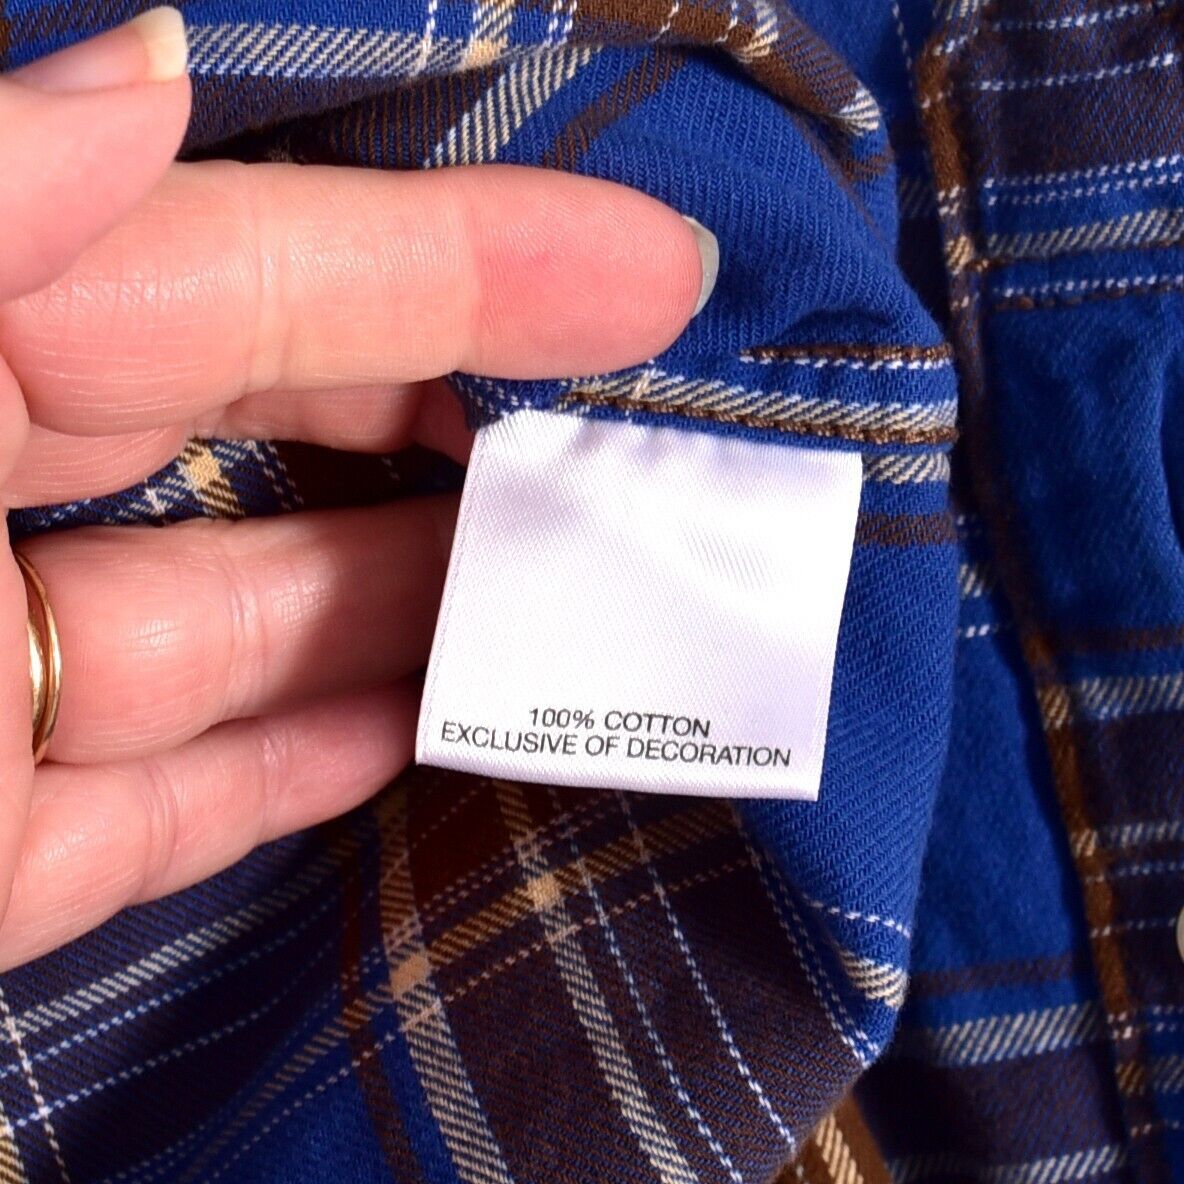 100% COTTON
EXCLUSIVE OF DECORATION